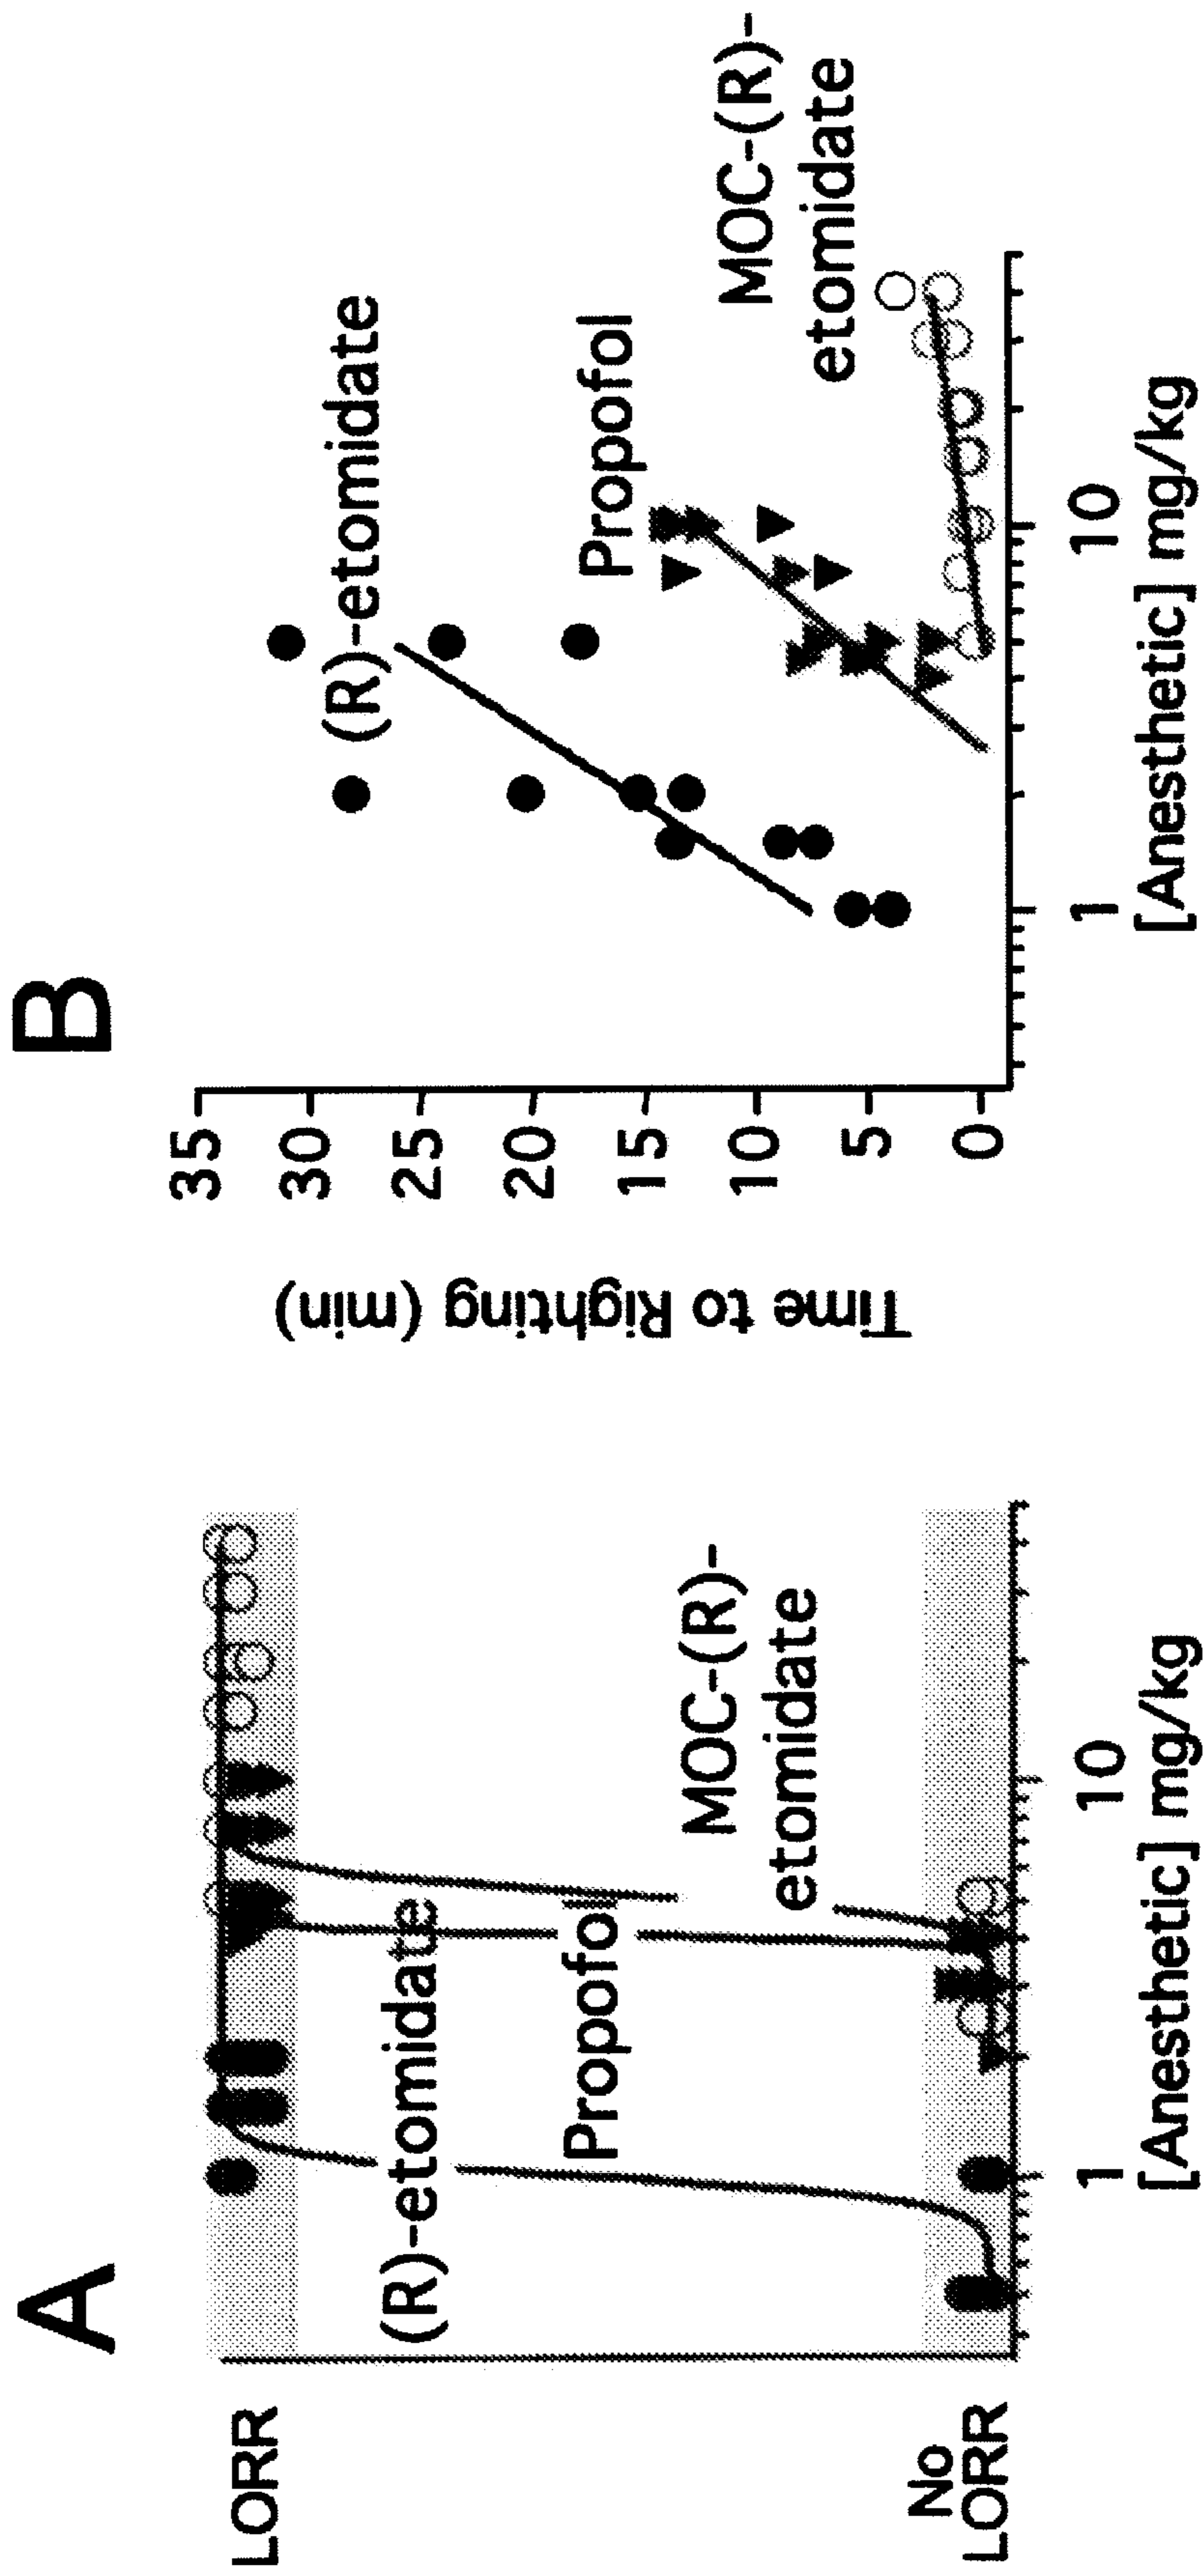 A
LORR
(R)-etomidate
Propofol
MOC-(R)-
etomidate
No
LORR
1
10
[Anesthetic] mg/kg
B
Time to Righting (min)
35
30
25
20
15
10
5
0
(R)-etomidate
Propofol
MOC-(R)-
etomidate
1
10
[Anesthetic] mg/kg